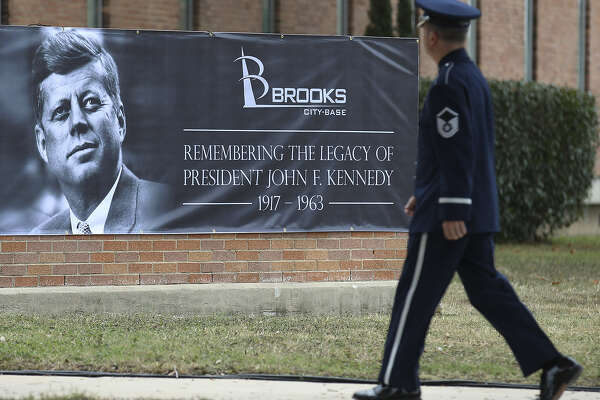 BROOKS
CITY-BASE
REMEMBERING THE LEGACY OF
PRESIDENT JOHN F. KENNEDY
1917 – 1963